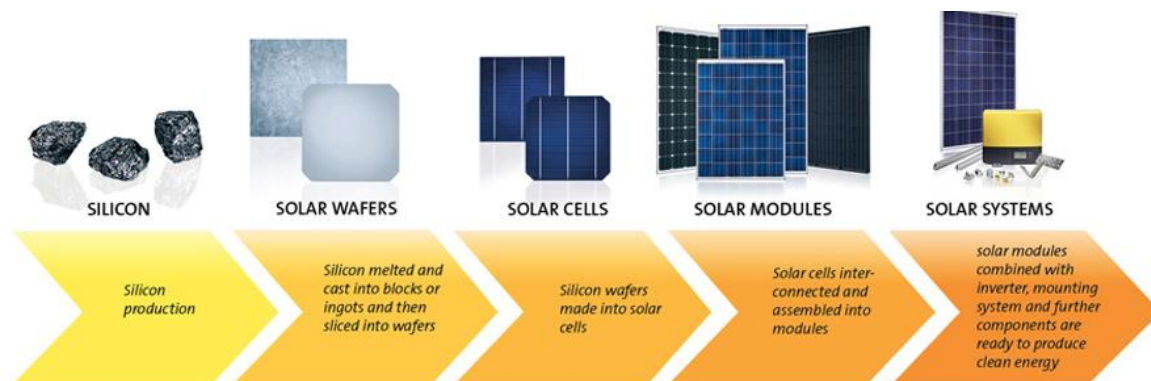 SILICON
SOLAR WAFERS
SOLAR CELLS
SOLAR MODULES
SOLAR SYSTEMS
Silicon
production
Silicon melted and
cast into blocks or
ingots and then
sliced into wafers
Silicon wafers
made into solar
cells
Solar cells inter-
connected and
assembled into
modules
solar modules
combined with
inverter, mounting
system and further
components are
ready to produce
clean energy